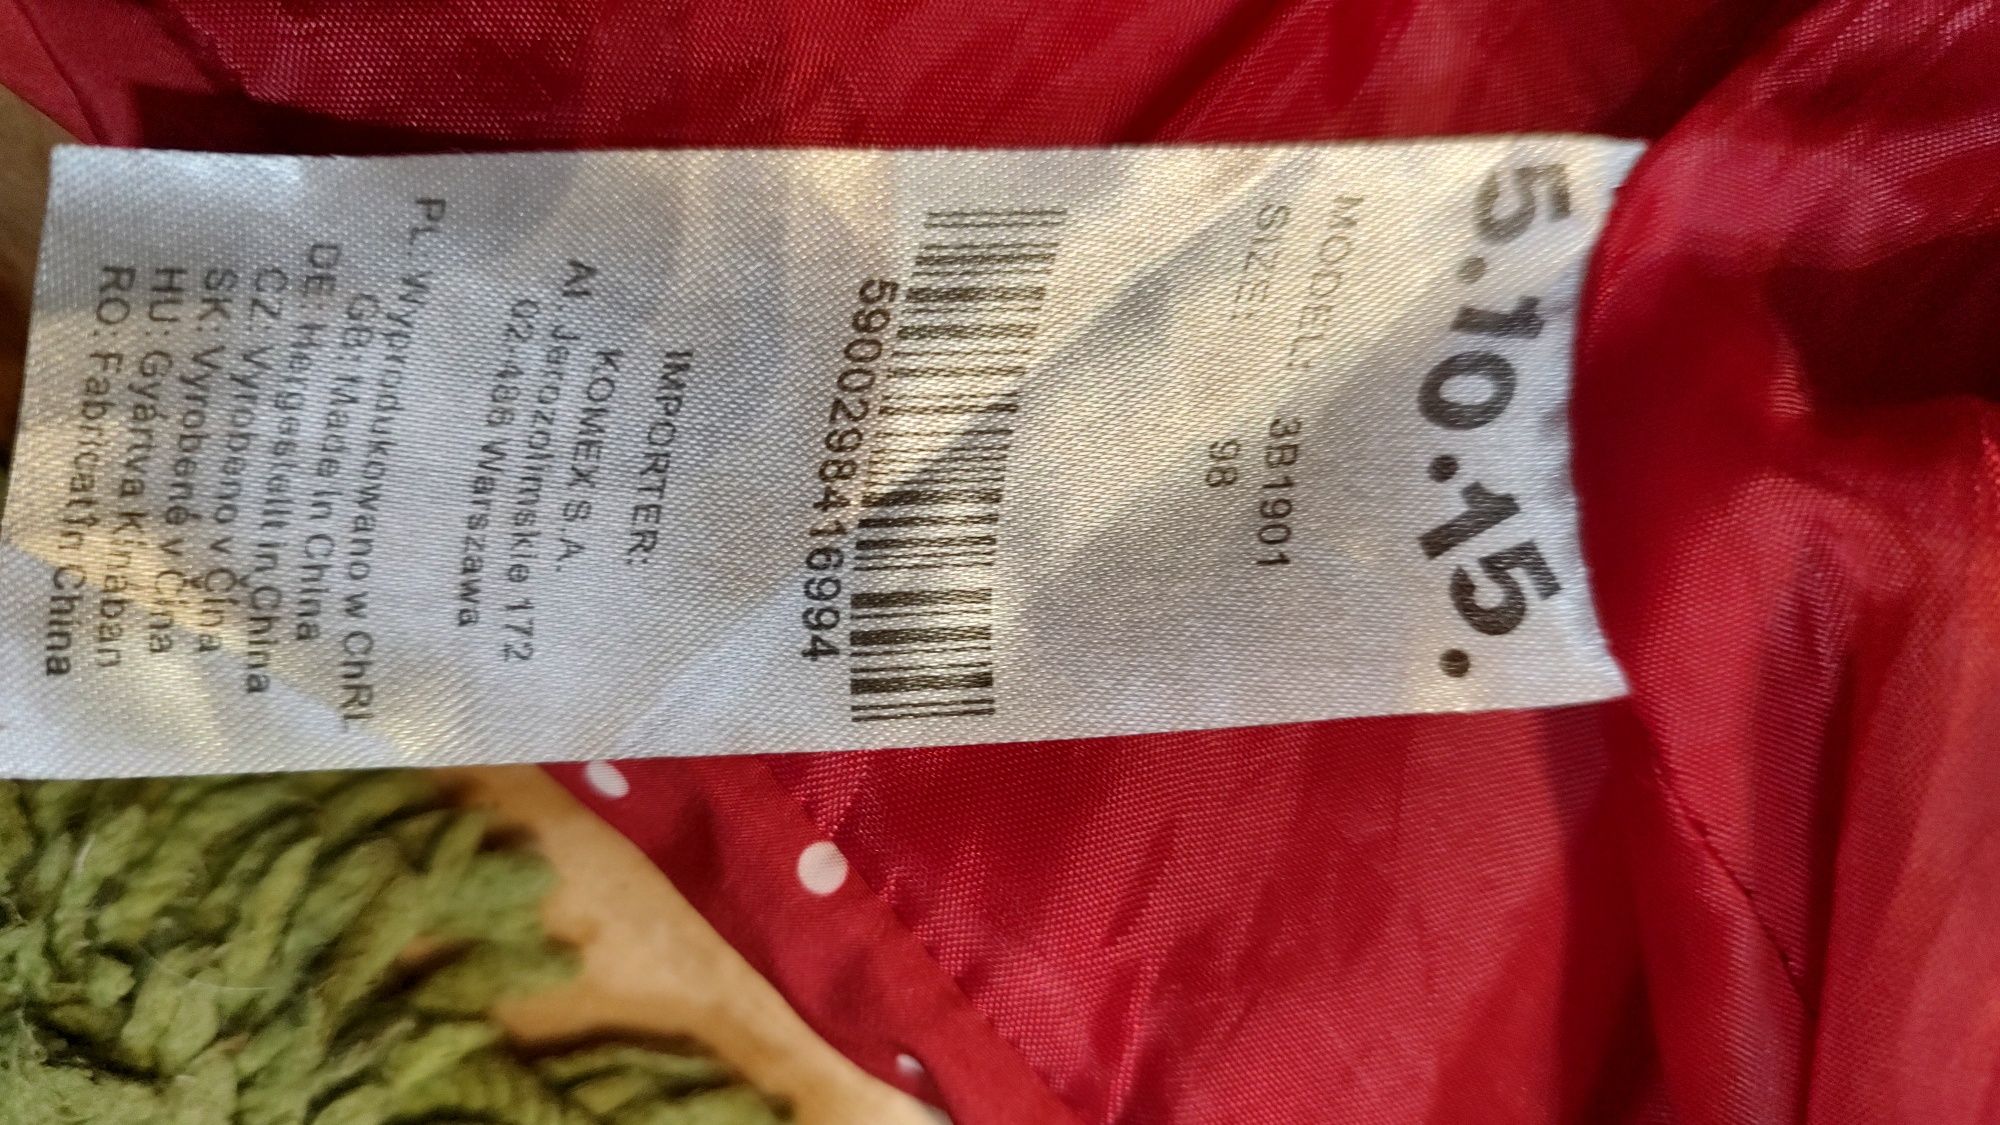 5.10.15.
MODEL: 3B1901
SIZE: 98
5900298416994
IMPORTER:
KOMEX S.A.
Al. Jerozolimskie 172
02-486 Warszawa
PL: Wyprodukowano w ChRL
GB: Made in China
DE: Hergestellt in China
CZ: Vyrobeno v Číně
SK: Vyrobené v Číne
HU: Gyártva Kínában
RO: Fabricat în China